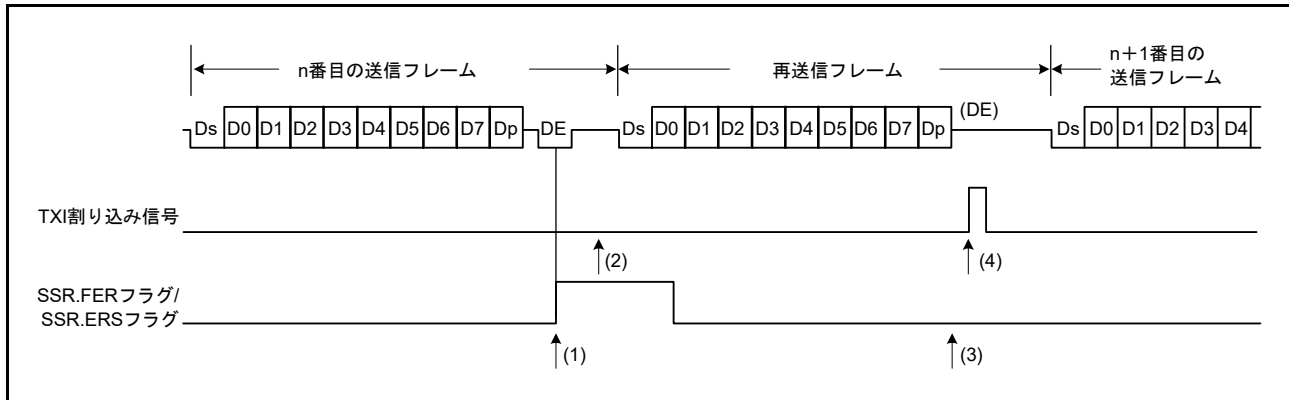 n番目の送信フレーム
再送信フレーム
n+1番目の
送信フレーム
Ds D0 D1 D2 D3 D4 D5 D6 D7 Dp DE Ds D0 D1 D2 D3 D4 D5 D6 D7 Dp (DE) Ds D0 D1 D2 D3 D4
TXI割り込み信号
(2) (4)
SSR.FERフラグ/
SSR.ERSフラグ
(1) (3)